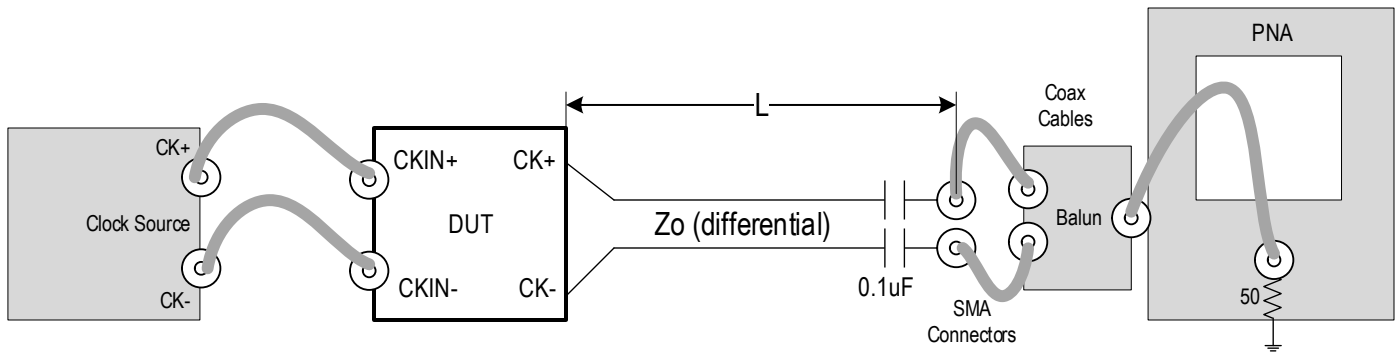 PNA
L
Coax
Cables
CK+
CKIN+
CK+
Clock Source
DUT
Zo (differential)
Balun
CK-
CKIN-
CK-
0.1uF
SMA
Connectors
50